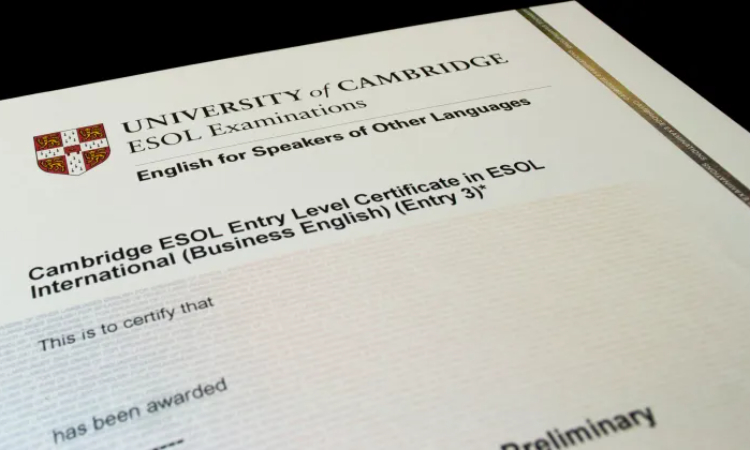 UNIVERSITY of CAMBRIDGE
ESOL Examinations
English for Speakers of Other Languages
Cambridge ESOL Entry Level Certificate in ESOL
International (Business English) (Entry 3)*
This is to certify that
has been awarded
Preliminary